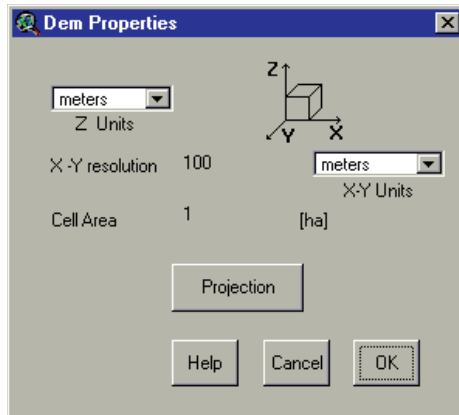 Dem Properties
Z
Y
X
meters
Z Units
X-Y resolution 100
meters
X-Y Units
Cell Area 1 [ha]
Projection
Help Cancel OK